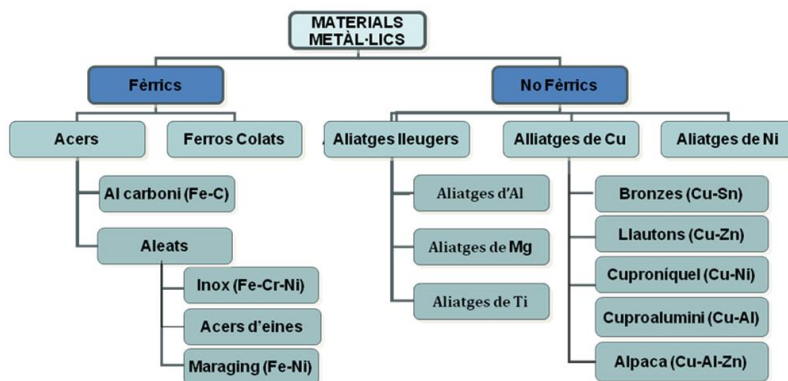 MATERIALS
METÀL·LICS
Fèrrics
No Fèrrics
Acers
Ferros Colats
Aliatges lleugers
Alliatges de Cu
Aliatges de Ni
Al carboni (Fe-C)
Aleats
Inox (Fe-Cr-Ni)
Acers d'eines
Maraging (Fe-Ni)
Aliatges d'Al
Aliatges de Mg
Aliatges de Ti
Bronzes (Cu-Sn)
Llautons (Cu-Zn)
Cuproníquel (Cu-Ni)
Cuproalumini (Cu-Al)
Alpaca (Cu-Al-Zn)